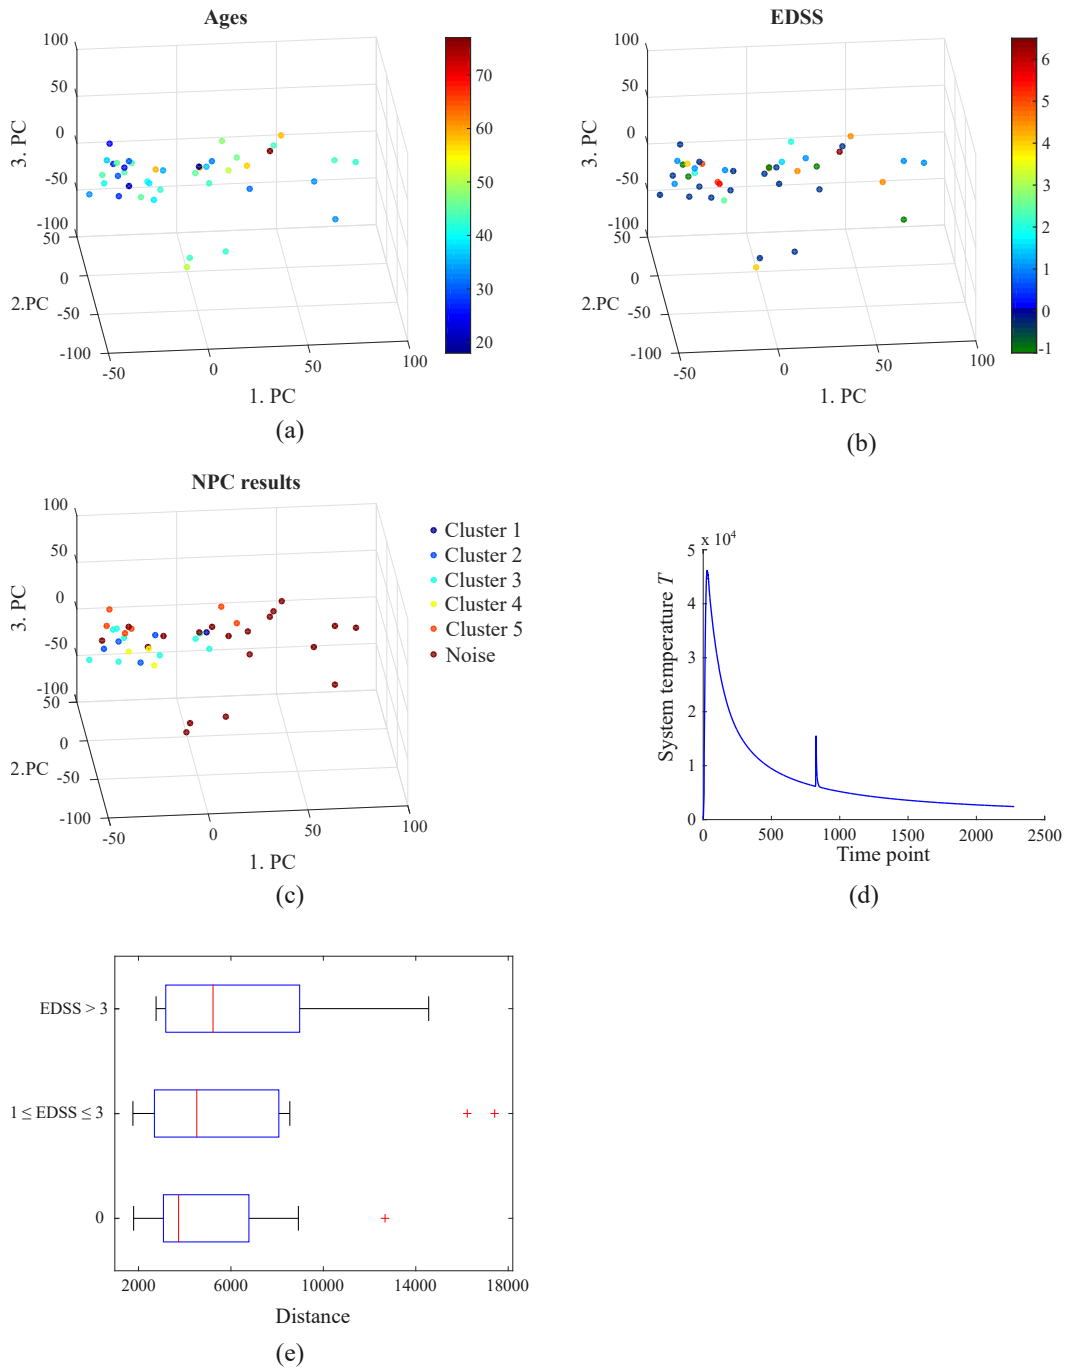 Ages
100
50
0
-50
-100
50
0
-50
-100
3. PC
2.PC
-50
0
50
100
1. PC
70
60
50
40
30
20
(a)
EDSS
100
50
0
-50
-100
50
0
-50
-100
3. PC
2.PC
-50
0
50
100
1. PC
6
5
4
3
2
1
0
-1
(b)
NPC results
100
50
0
-50
-100
50
0
-50
-100
3. PC
2.PC
-50
0
50
100
1. PC
Cluster 1
Cluster 2
Cluster 3
Cluster 4
Cluster 5
Noise
(c)
x 10⁴
5
4
3
2
1
0
System temperature T
0
500
1000
1500
2000
2500
Time point
(d)
EDSS > 3
1 ≤ EDSS ≤ 3
0
2000
6000
10000
14000
18000
Distance
(e)